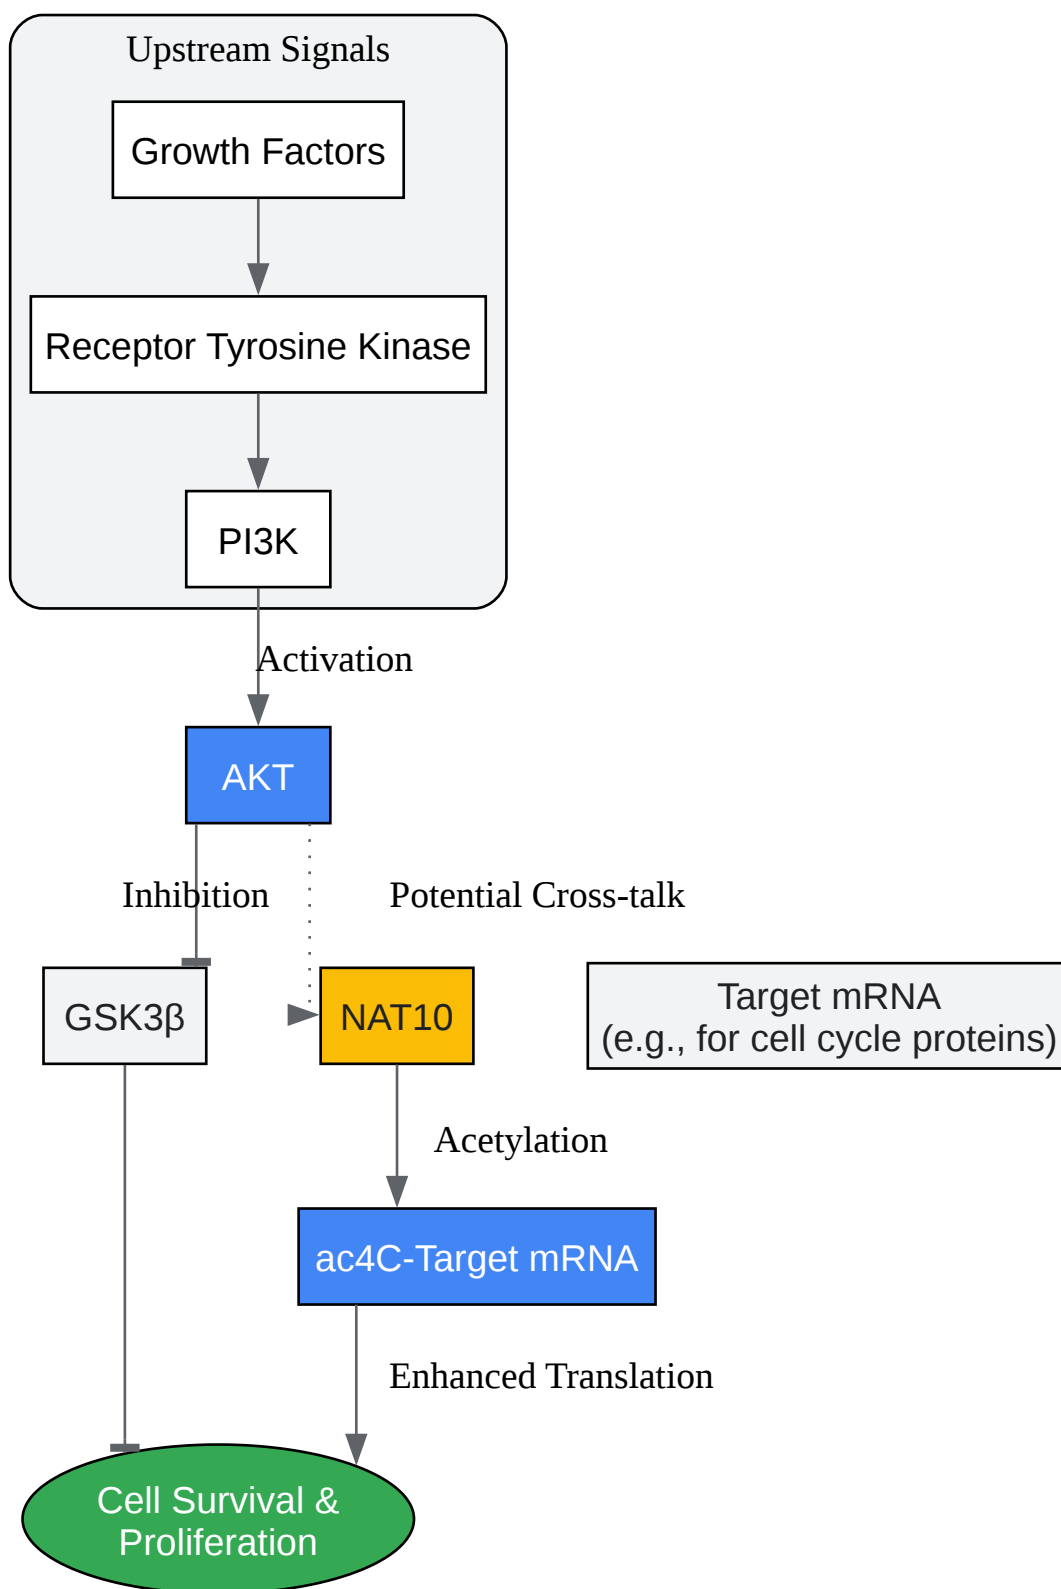 Upstream Signals
Growth Factors
Receptor Tyrosine Kinase
PI3K
Activation
AKT
Inhibition
Potential Cross-talk
GSK3β
NAT10
Target mRNA
(e.g., for cell cycle proteins)
Acetylation
ac4C-Target mRNA
Enhanced Translation
Cell Survival &
Proliferation